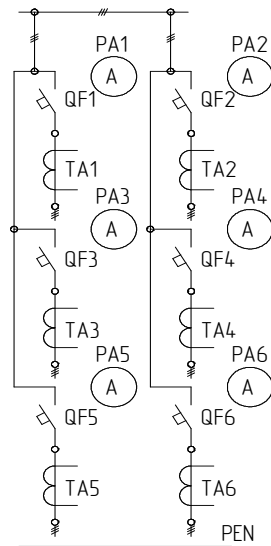 PA1 PA2
A A
QF1 QF2
TA1 TA2
PA3 PA4
A A
QF3 QF4
TA3 TA4
PA5 PA6
A A
QF5 QF6
TA5 TA6
PEN